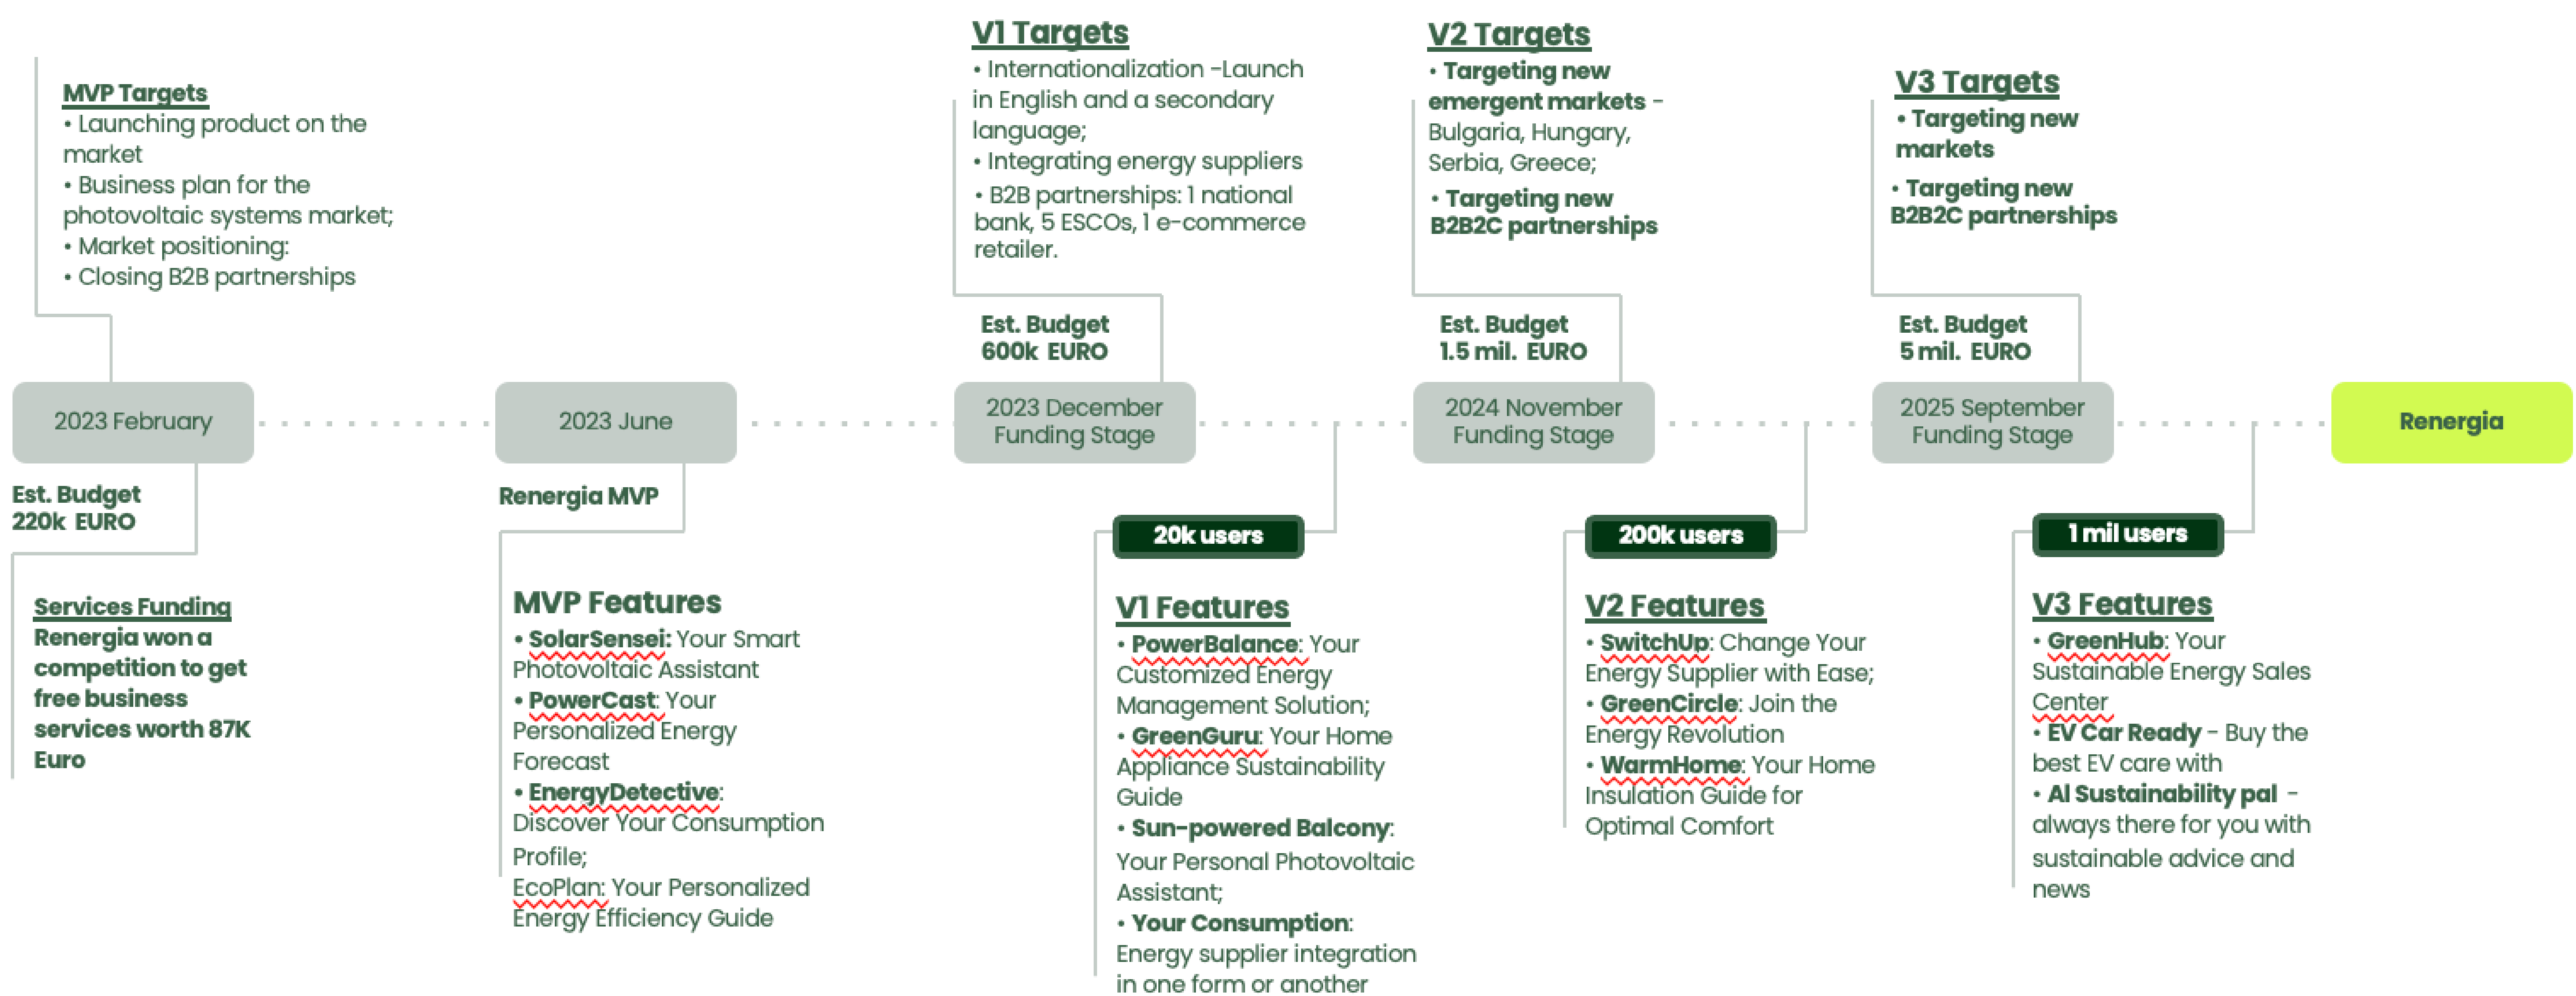 MVP Targets
• Launching product on the
market
• Business plan for the
photovoltaic systems market;
• Market positioning:
• Closing B2B partnerships
V1 Targets
• Internationalization –Launch
in English and a secondary
language;
• Integrating energy suppliers
• B2B partnerships: 1 national
bank, 5 ESCOs, 1 e-commerce
retailer.
V2 Targets
• Targeting new
emergent markets –
Bulgaria, Hungary,
Serbia, Greece;
• Targeting new
B2B2C partnerships
V3 Targets
• Targeting new
markets
• Targeting new
B2B2C partnerships
Est. Budget
600k EURO
Est. Budget
1.5 mil. EURO
Est. Budget
5 mil. EURO
2023 February
2023 June
2023 December
Funding Stage
2024 November
Funding Stage
2025 September
Funding Stage
Renergia
Est. Budget
220k EURO
Services Funding
Renergia won a
competition to get
free business
services worth 87K
Euro
Renergia MVP
MVP Features
• SolarSensei: Your Smart
Photovoltaic Assistant
• PowerCast: Your
Personalized Energy
Forecast
• EnergyDetective:
Discover Your Consumption
Profile;
EcoPlan: Your Personalized
Energy Efficiency Guide
20k users
V1 Features
• PowerBalance: Your
Customized Energy
Management Solution;
• GreenGuru: Your Home
Appliance Sustainability
Guide
• Sun-powered Balcony:
Your Personal Photovoltaic
Assistant;
• Your Consumption:
Energy supplier integration
in one form or another
200k users
V2 Features
• SwitchUp: Change Your
Energy Supplier with Ease;
• GreenCircle: Join the
Energy Revolution
• WarmHome: Your Home
Insulation Guide for
Optimal Comfort
1 mil users
V3 Features
• GreenHub: Your
Sustainable Energy Sales
Center
• EV Car Ready – Buy the
best EV care with
• AI Sustainability pal –
always there for you with
sustainable advice and
news